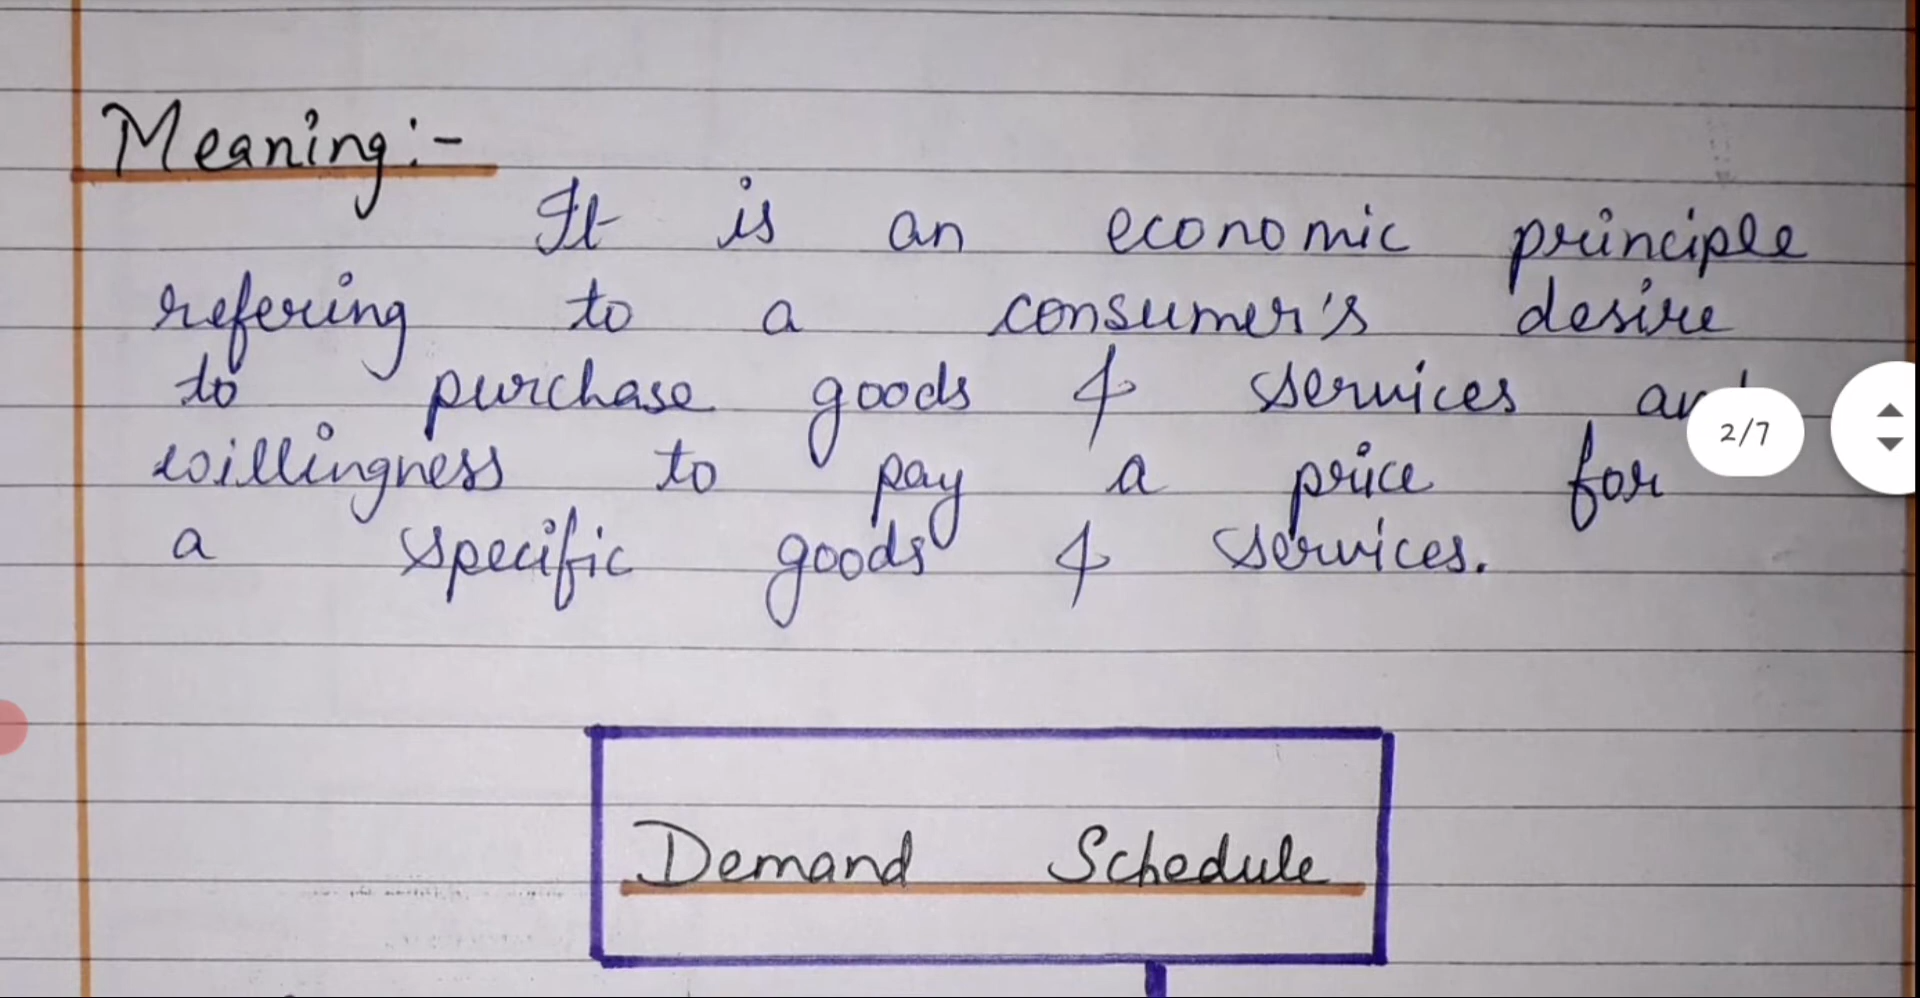 Meaning:-
It is an economic principle
refering to a consumer's desire
to purchase goods & services
2/7
willingness to pay a price for
a specific goods & services.
Demand Schedule